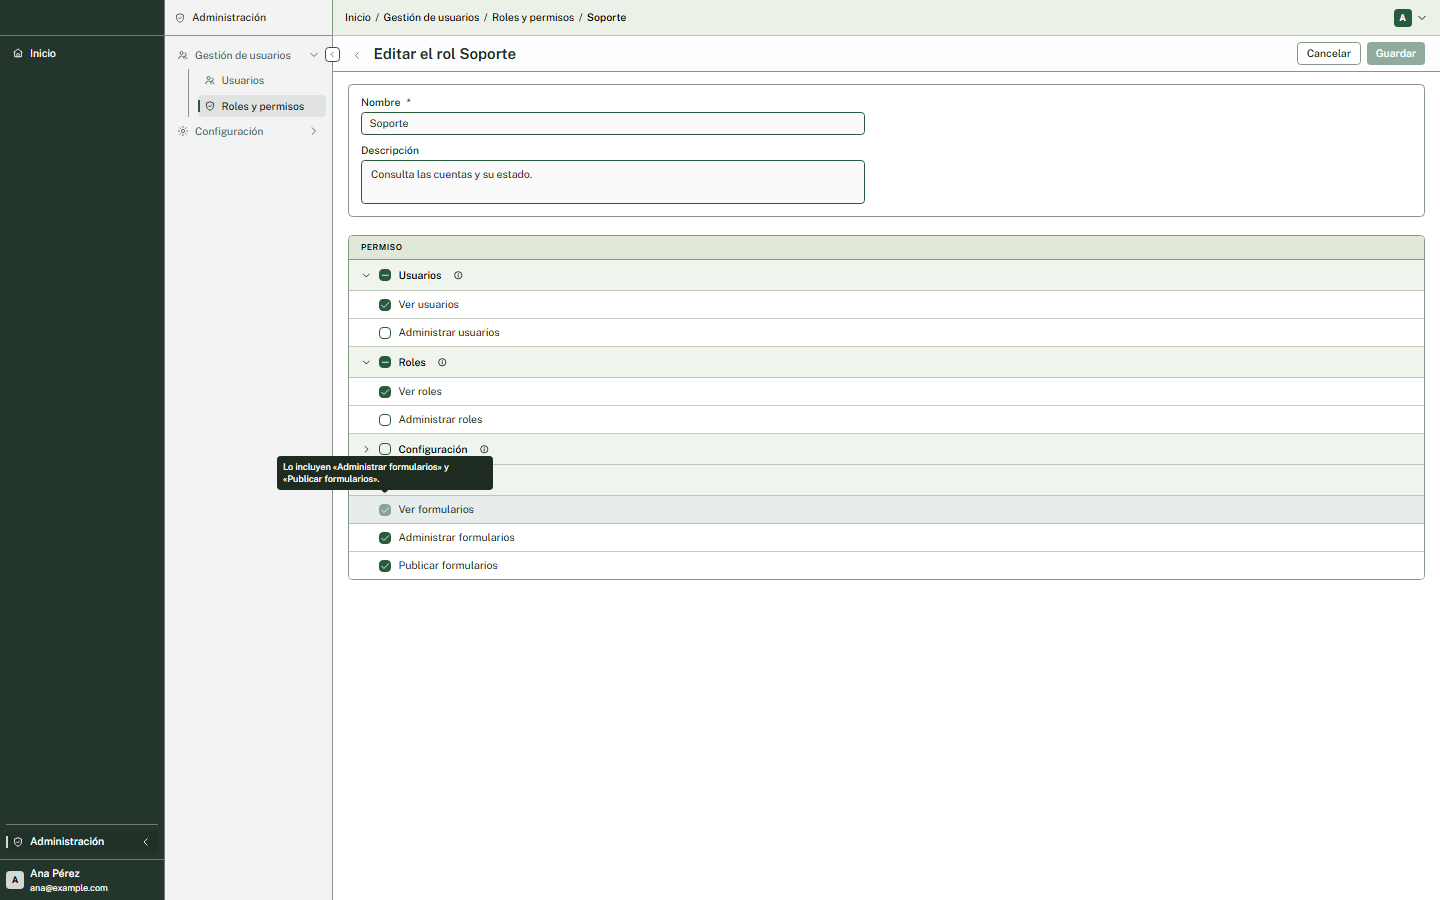 Administración
Inicio / Gestión de usuarios / Roles y permisos / Soporte
A
Inicio
Gestión de usuarios
Usuarios
Roles y permisos
Configuración
Editar el rol Soporte
Cancelar
Guardar
Nombre *
Soporte
Descripción
Consulta las cuentas y su estado.
PERMISO
Usuarios
Ver usuarios
Administrar usuarios
Roles
Ver roles
Administrar roles
Configuración
Lo incluyen «Administrar formularios» y
«Publicar formularios».
Ver formularios
Administrar formularios
Publicar formularios
Administración
A
Ana Pérez
ana@example.com